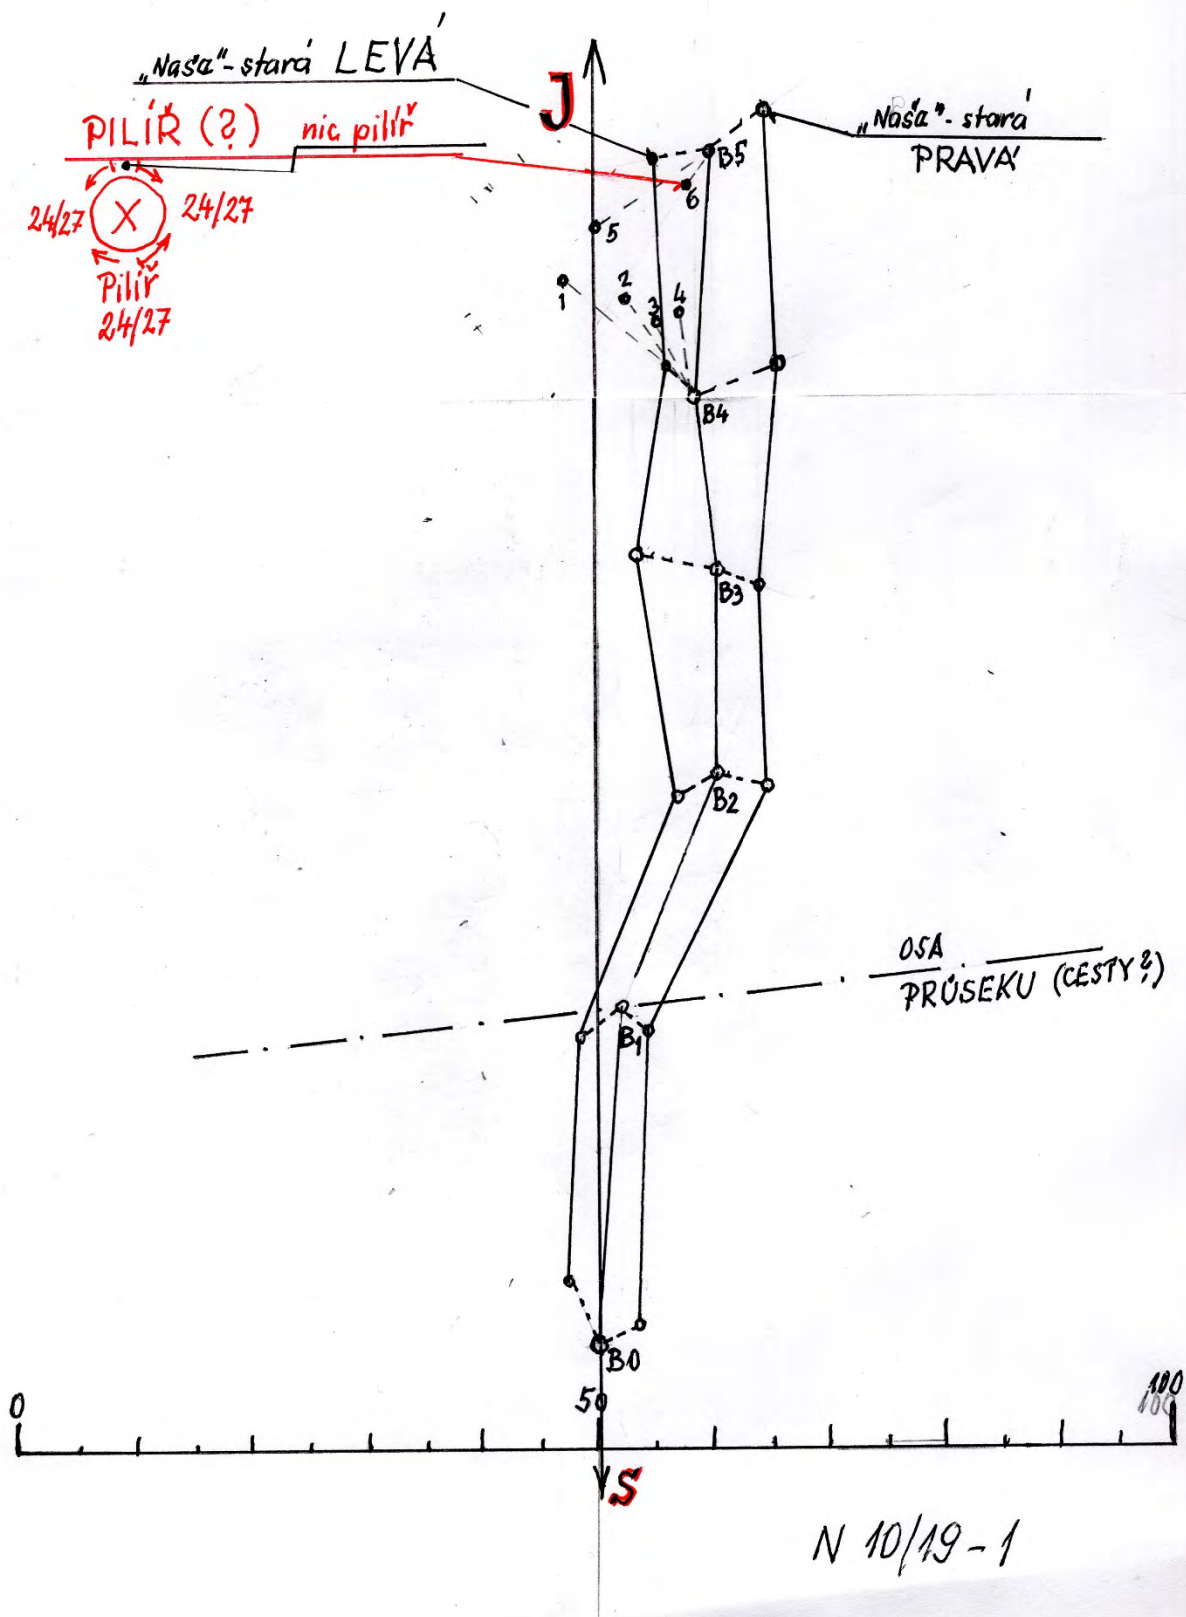 „Naša“-stará LEVÁ
J
PILÍŘ (?) nic pilíř
„Naša“-stará
PRAVÁ
B5
6
24/27 X 24/27
5
Pilíř
24/27
1
2
3
4
B4
B3
B2
OSA
PRŮSEKU (CESTY?)
B1
B0
0
50
100
S
N 10/19-1